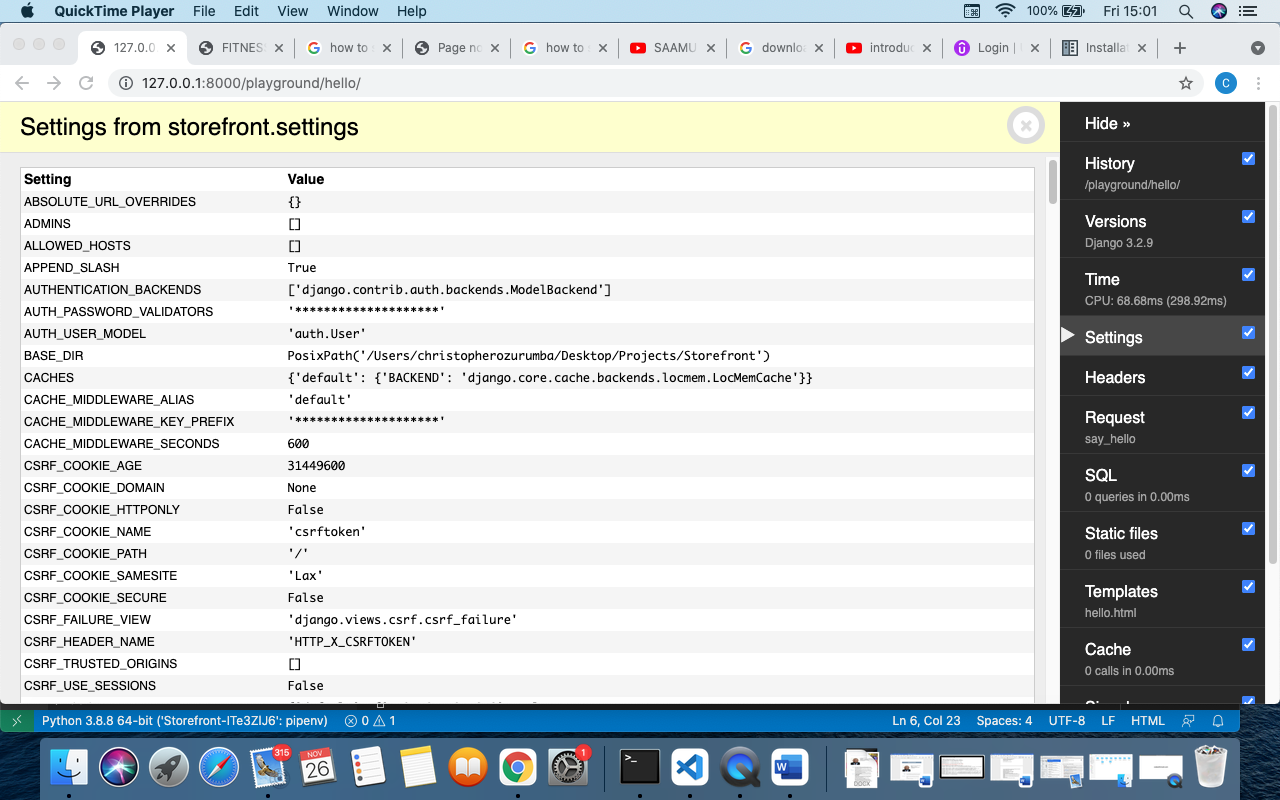 QuickTime Player File Edit View Window Help 100% Fri 15:01
127.0.0 FITNES: how to Page no how to SAAMU downlo introduc Login | Installat
127.0.0.1:8000/playground/hello/ C
Settings from storefront.settings
Setting Value
ABSOLUTE_URL_OVERRIDES {}
ADMINS []
ALLOWED_HOSTS []
APPEND_SLASH True
AUTHENTICATION_BACKENDS ['django.contrib.auth.backends.ModelBackend']
AUTH_PASSWORD_VALIDATORS '********************'
AUTH_USER_MODEL 'auth.User'
BASE_DIR PosixPath('/Users/christopherozurumba/Desktop/Projects/Storefront')
CACHES {'default': {'BACKEND': 'django.core.cache.backends.locmem.LocMemCache'}}
CACHE_MIDDLEWARE_ALIAS 'default'
CACHE_MIDDLEWARE_KEY_PREFIX '********************'
CACHE_MIDDLEWARE_SECONDS 600
CSRF_COOKIE_AGE 31449600
CSRF_COOKIE_DOMAIN None
CSRF_COOKIE_HTTPONLY False
CSRF_COOKIE_NAME 'csrftoken'
CSRF_COOKIE_PATH '/'
CSRF_COOKIE_SAMESITE 'Lax'
CSRF_COOKIE_SECURE False
CSRF_FAILURE_VIEW 'django.views.csrf.csrf_failure'
CSRF_HEADER_NAME 'HTTP_X_CSRFTOKEN'
CSRF_TRUSTED_ORIGINS []
CSRF_USE_SESSIONS False
Hide »
History
/playground/hello/
Versions
Django 3.2.9
Time
CPU: 68.68ms (298.92ms)
Settings
Headers
Request
say_hello
SQL
0 queries in 0.00ms
Static files
0 files used
Templates
hello.html
Cache
0 calls in 0.00ms
Python 3.8.8 64-bit ('Storefront-ITe3ZIJ6': pipenv) 0 1 Ln 6, Col 23 Spaces: 4 UTF-8 LF HTML
315 NOV 26 1 >_ W DOCX